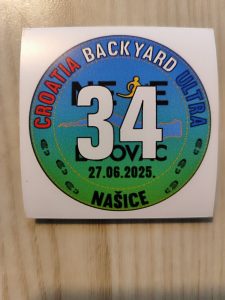 CROATIA BACKYARD ULTRA
34
27.06.2025.
NAŠICE